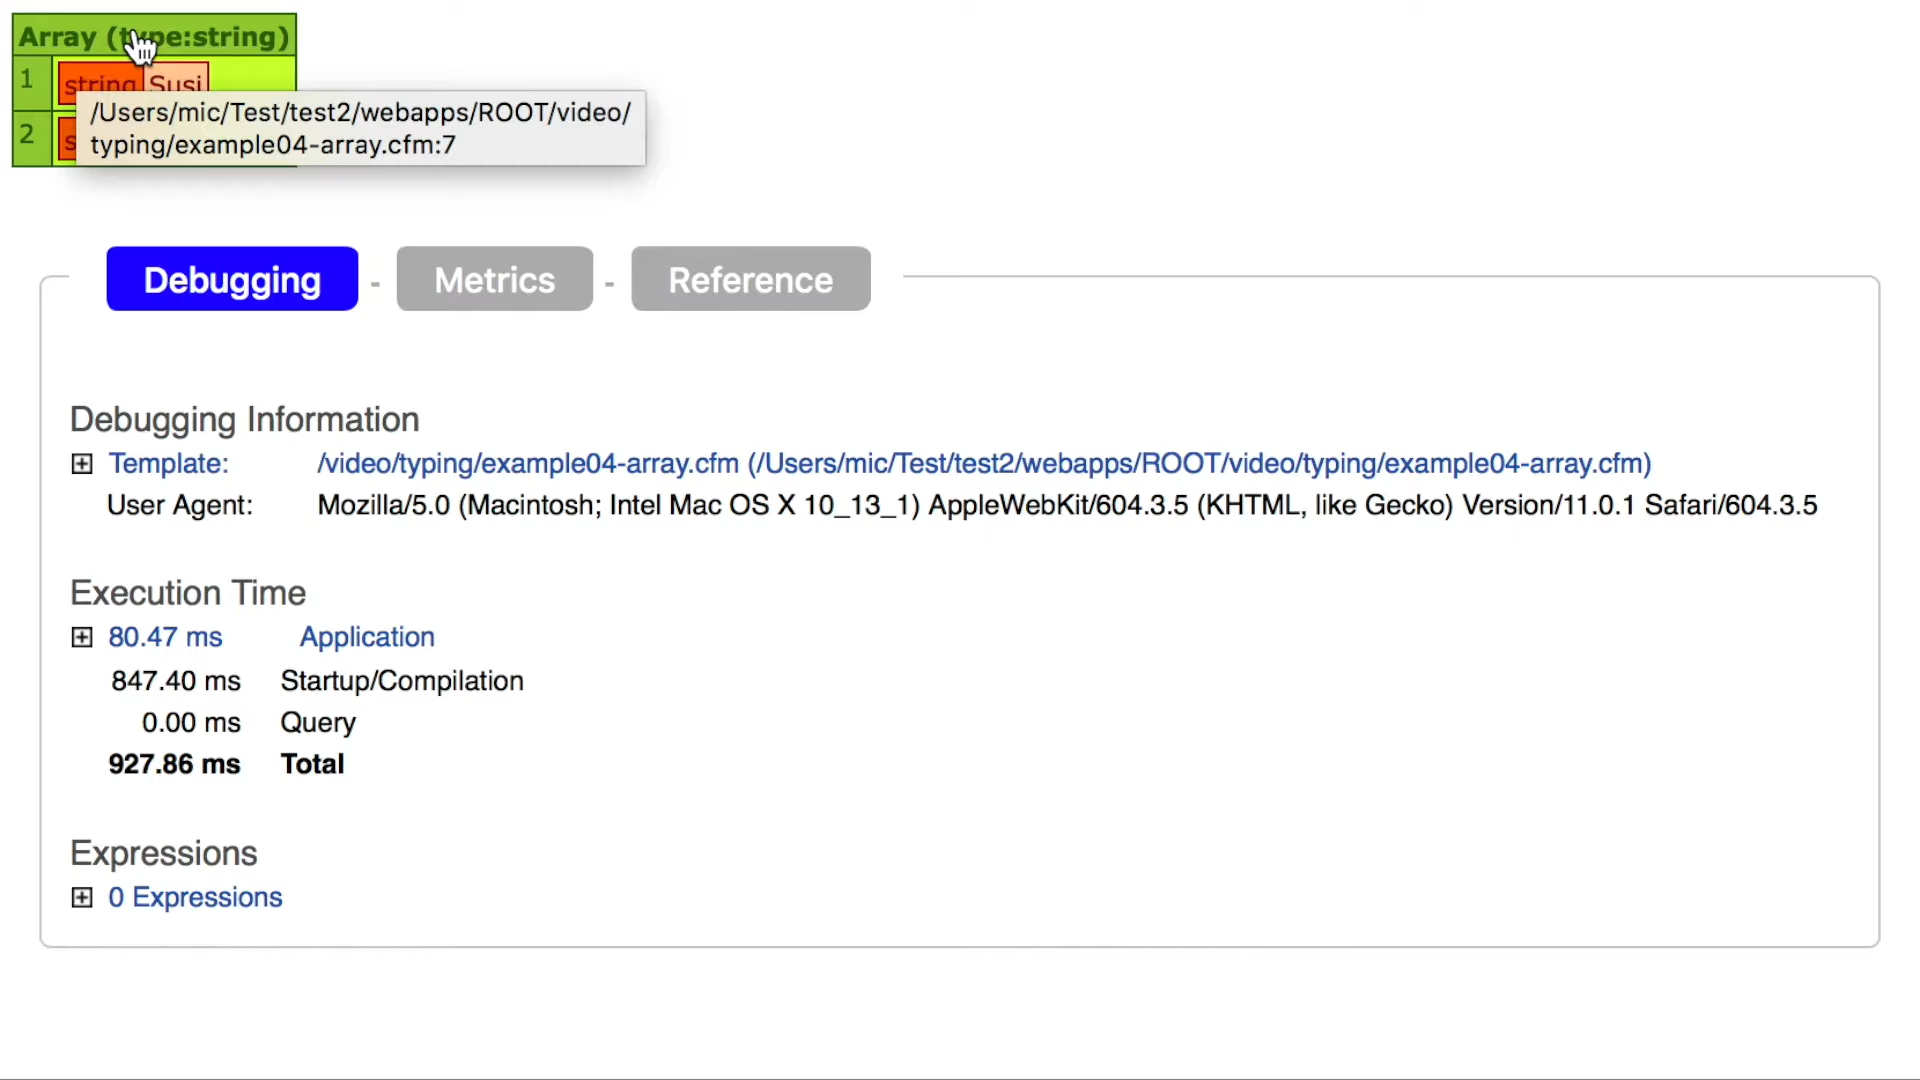 Array (type:string)
1 string Susi
/Users/mic/Test/test2/webapps/ROOT/video/
typing/example04-array.cfm:7
2
Debugging - Metrics - Reference
Debugging Information
Template: /video/typing/example04-array.cfm (/Users/mic/Test/test2/webapps/ROOT/video/typing/example04-array.cfm)
User Agent: Mozilla/5.0 (Macintosh; Intel Mac OS X 10_13_1) AppleWebKit/604.3.5 (KHTML, like Gecko) Version/11.0.1 Safari/604.3.5
Execution Time
80.47 ms Application
847.40 ms Startup/Compilation
0.00 ms Query
927.86 ms Total
Expressions
0 Expressions